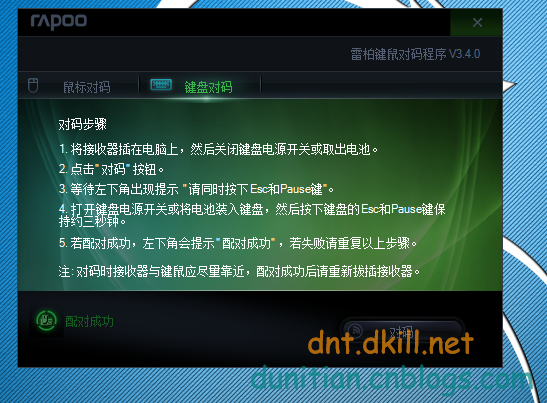 rapoo
雷柏键鼠对码程序 V3.4.0
鼠标对码
键盘对码
对码步骤
1. 将接收器插在电脑上，然后关闭键盘电源开关或取出电池。
2. 点击"对码"按钮。
3. 等待左下角出现提示 "请同时按下Esc和Pause键"。
4. 打开键盘电源开关或将电池装入键盘，然后按下键盘的Esc和Pause键保
持约三秒钟。
5. 若配对成功，左下角会提示"配对成功"，若失败请重复以上步骤。
注: 对码时接收器与键鼠应尽量靠近，配对成功后请重新拔插接收器。
配对成功
对码
dnt.dkill.net
dunitian.cnblogs.com